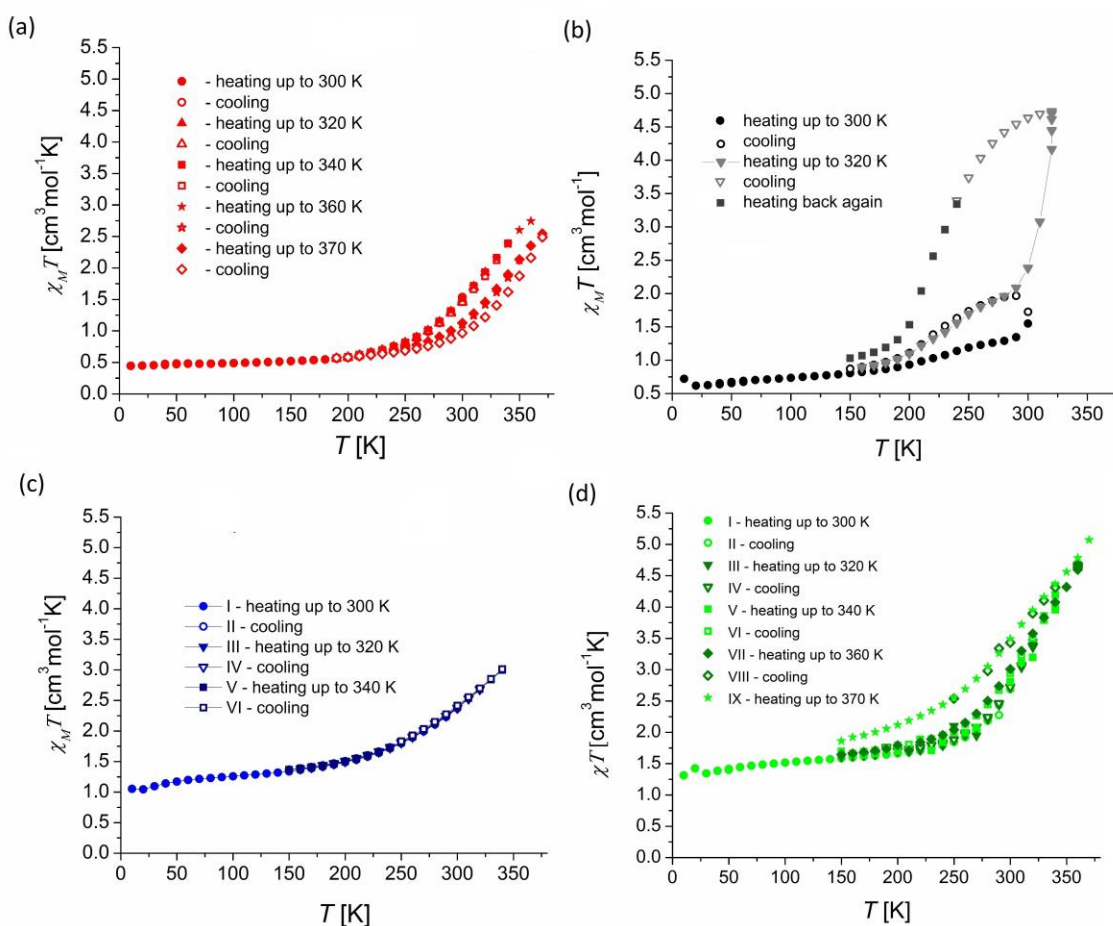 (a)
χ_M T [cm³mol⁻¹K]
5.5
5.0
4.5
4.0
3.5
3.0
2.5
2.0
1.5
1.0
0.5
0.0
- heating up to 300 K
- cooling
- heating up to 320 K
- cooling
- heating up to 340 K
- cooling
- heating up to 360 K
- cooling
- heating up to 370 K
- cooling
0 50 100 150 200 250 300 350
T [K]
(b)
χ_M T [cm³mol⁻¹]
5.5
5.0
4.5
4.0
3.5
3.0
2.5
2.0
1.5
1.0
0.5
heating up to 300 K
cooling
heating up to 320 K
cooling
heating back again
0 50 100 150 200 250 300 350
T [K]
(c)
χ_M T [cm³mol⁻¹K]
5.5
5.0
4.5
4.0
3.5
3.0
2.5
2.0
1.5
1.0
0.5
0.0
I - heating up to 300 K
II - cooling
III - heating up to 320K
IV - cooling
V - heating up to 340 K
VI - cooling
0 50 100 150 200 250 300 350
T [K]
(d)
χT [cm³mol⁻¹K]
5.5
5.0
4.5
4.0
3.5
3.0
2.5
2.0
1.5
1.0
0.5
0.0
I - heating up to 300 K
II - cooling
III - heating up to 320 K
IV - cooling
V - heating up to 340 K
VI - cooling
VII - heating up to 360 K
VIII - cooling
IX - heating up to 370 K
0 50 100 150 200 250 300 350
T [K]